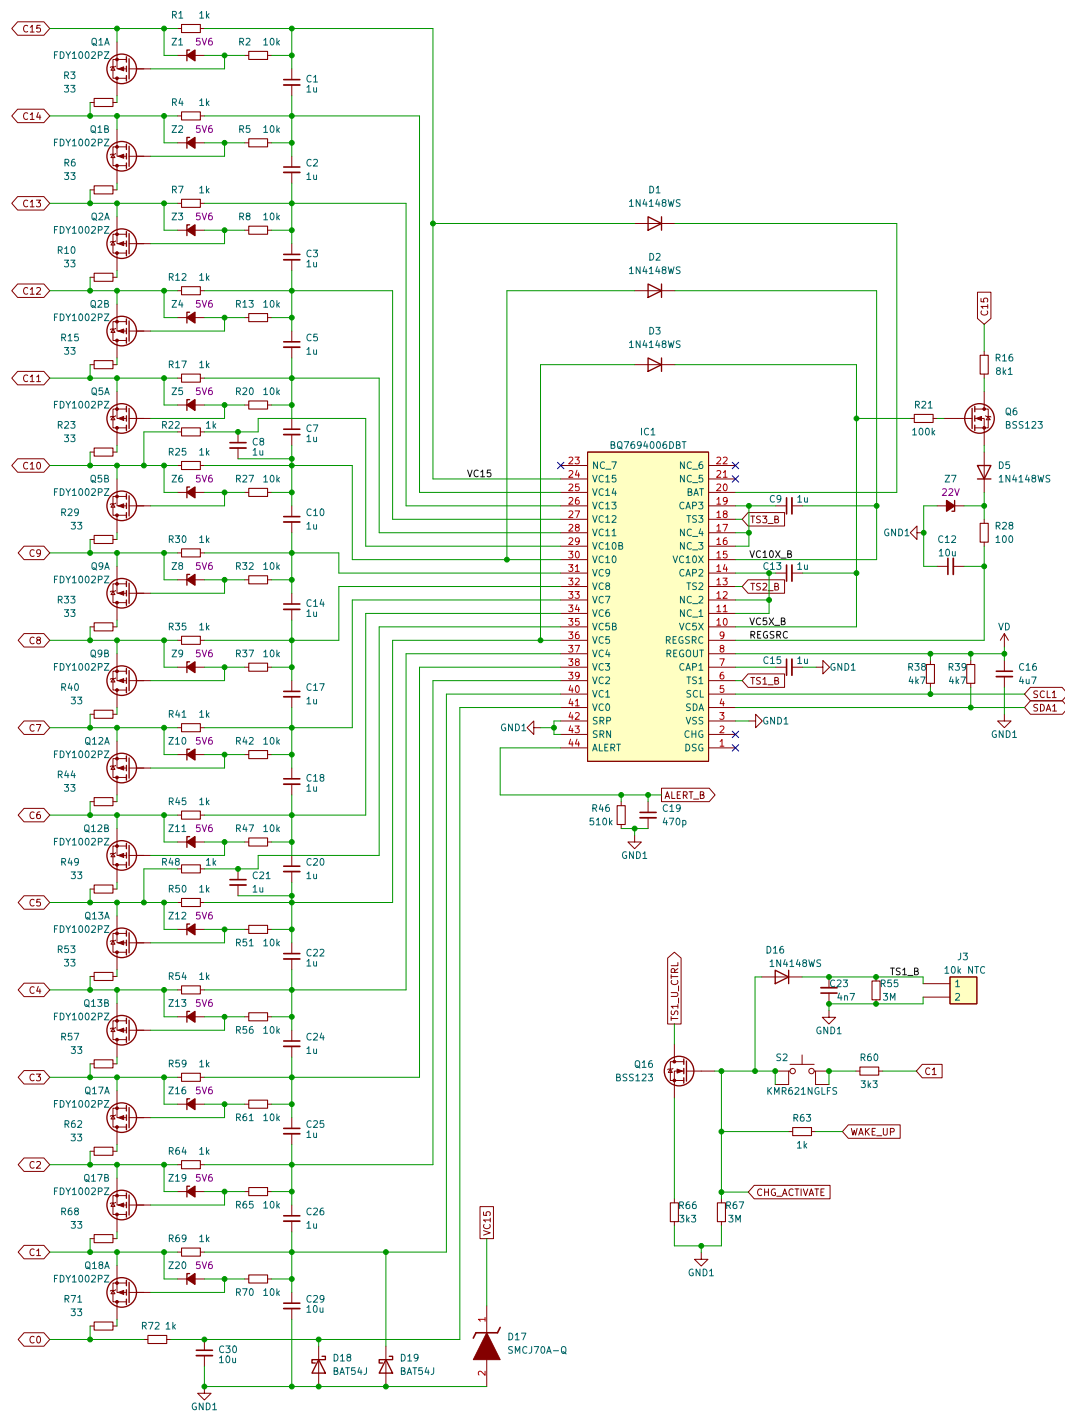 C15
R1 1k
Q1A
FDY1002PZ
Z1 5V6
R2 10k
R3
33
C1
1u
C14
R4 1k
Q1B
FDY1002PZ
Z2 5V6
R5 10k
R6
33
C2
1u
C13
R7 1k
Q2A
FDY1002PZ
Z3 5V6
R8 10k
R10
33
C3
1u
C12
R12 1k
Q2B
FDY1002PZ
Z4 5V6
R13 10k
R15
33
C5
1u
C11
R17 1k
Q5A
FDY1002PZ
Z5 5V6
R20 10k
R22 1k
R23
33
C8
1u
C7
1u
C10
R25 1k
Q5B
FDY1002PZ
Z6 5V6
R27 10k
R29
33
C10
1u
C9
R30 1k
Q9A
FDY1002PZ
Z8 5V6
R32 10k
R33
33
C14
1u
C8
R35 1k
Q9B
FDY1002PZ
Z9 5V6
R37 10k
R40
33
C17
1u
C7
R41 1k
Q12A
FDY1002PZ
Z10 5V6
R42 10k
R44
33
C18
1u
C6
R45 1k
Q12B
FDY1002PZ
Z11 5V6
R47 10k
R48 1k
R49
33
C21
1u
C20
1u
C5
R50 1k
Q13A
FDY1002PZ
Z12 5V6
R51 10k
R53
33
C22
1u
C4
R54 1k
Q13B
FDY1002PZ
Z13 5V6
R56 10k
R57
33
C24
1u
C3
R59 1k
Q17A
FDY1002PZ
Z16 5V6
R61 10k
R62
33
C25
1u
C2
R64 1k
Q17B
FDY1002PZ
Z19 5V6
R65 10k
R68
33
C26
1u
C1
R69 1k
Q18A
FDY1002PZ
Z20 5V6
R70 10k
R71
33
C29
10u
C0
R72 1k
C30
10u
GND1
D18
BAT54J
D19
BAT54J
VC15
1
2
D17
SMCJ70A-Q
D1
1N4148WS
D2
1N4148WS
D3
1N4148WS
IC1
BQ7694006DBT
VC15
23 NC_7 NC_6 22
24 VC15 NC_5 21
25 VC14 BAT 20
26 VC13 CAP3 19
27 VC12 TS3 18
28 VC11 NC_4 17
29 VC10B NC_3 16
30 VC10 VC10X 15
31 VC9 CAP2 14
32 VC8 TS2 13
33 VC7 NC_2 12
34 VC6 NC_1 11
35 VC5B VC5X 10
36 VC5 REGSRC 9
37 VC4 REGOUT 8
38 VC3 CAP1 7
39 VC2 TS1 6
40 VC1 SCL 5
41 VC0 SDA 4
42 SRP VSS 3
43 SRN CHG 2
44 ALERT DSG 1
GND1
C9 1u
TS3_B
VC10X_B
C13 1u
TS2_B
VC5X_B
REGSRC
C15 1u
GND1
TS1_B
GND1
C15
R16
8k1
R21
100k
Q6
BSS123
D5
1N4148WS
Z7
22V
GND1
R28
100
C12
10u
VD
R38
4k7
R39
4k7
C16
4u7
SCL1
SDA1
GND1
ALERT_B
R46
510k
C19
470p
GND1
D16
1N4148WS
TS1_B
J3
10k NTC
1
2
C23
4n7
R55
3M
GND1
TS1_U_CTRL
Q16
BSS123
S2
KMR621NGLFS
R60
3k3
C1
R63
1k
WAKE_UP
CHG_ACTIVATE
R66
3k3
R67
3M
GND1